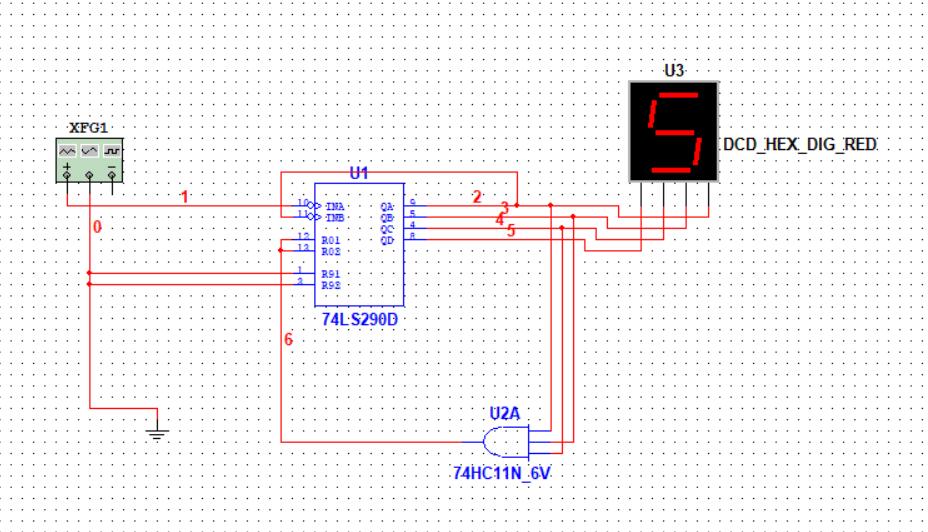 U3
XFG1
DCD_HEX_DIG_RED
U1
1
2
3
4
5
0
10
11
12
13
1
2
INA
INB
R01
R02
R91
R92
QA
QB
QC
QD
9
5
4
8
74LS290D
6
U2A
74HC11N_6V